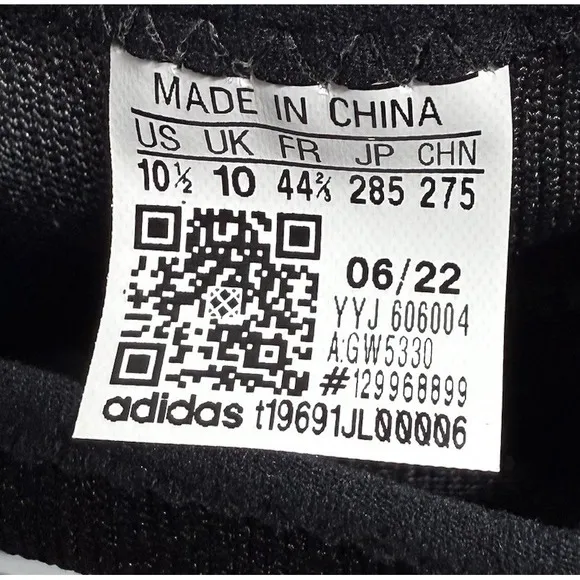 MADE IN CHINA
US UK FR JP CHN
10½ 10 44⅔ 285 275
06/22
YYJ 606004
A:GW5330
#129968899
adidas t19691JL00006